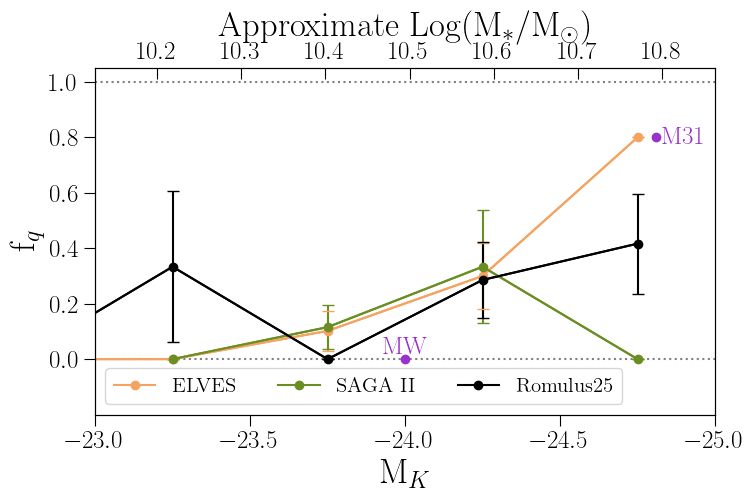 Approximate Log(M*/M⊙)
10.2 10.3 10.4 10.5 10.6 10.7 10.8
1.0
0.8
0.6
0.4
0.2
0.0
f_q
M31
MW
ELVES SAGA II Romulus25
−23.0 −23.5 −24.0 −24.5 −25.0
M_K